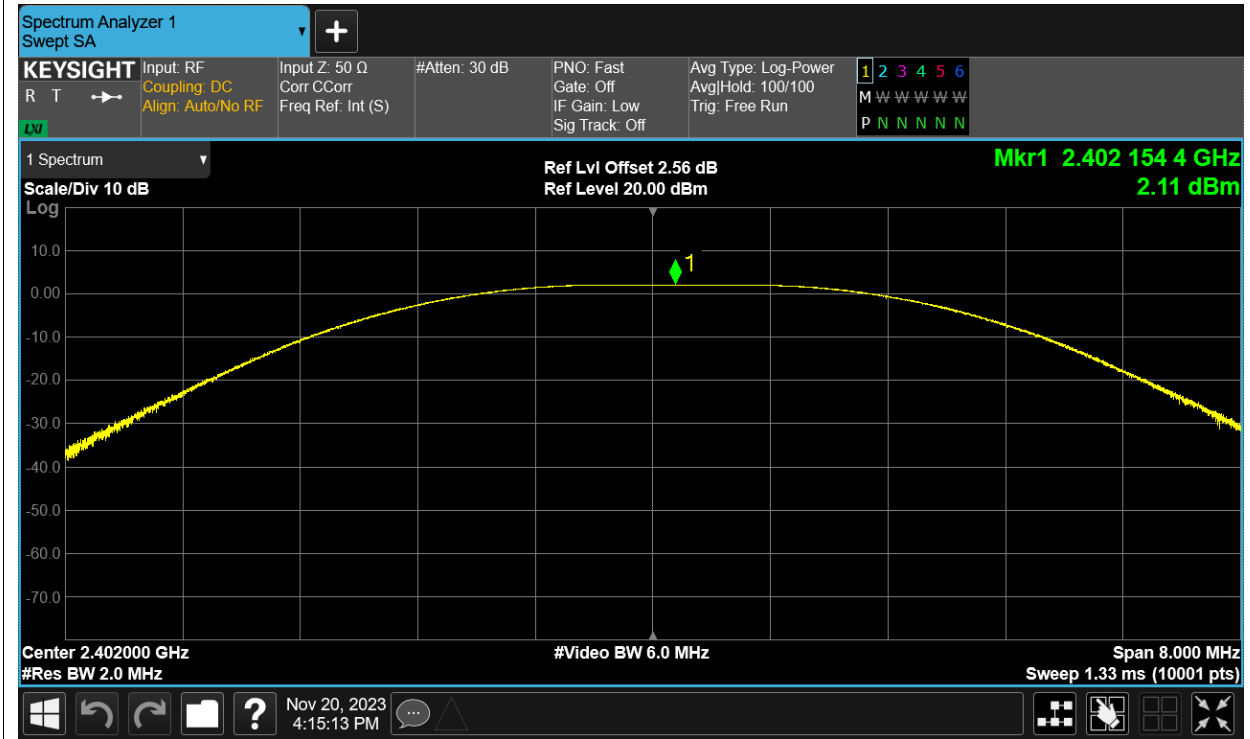 Spectrum Analyzer 1
Swept SA
+
KEYSIGHT
R T
LXI
Input: RF
Coupling: DC
Align: Auto/No RF
Input Z: 50 Ω
Corr CCorr
Freq Ref: Int (S)
#Atten: 30 dB
PNO: Fast
Gate: Off
IF Gain: Low
Sig Track: Off
Avg Type: Log-Power
Avg|Hold: 100/100
Trig: Free Run
1 2 3 4 5 6
M W W W W W
P N N N N N
1 Spectrum
Scale/Div 10 dB
Log
Ref Lvl Offset 2.56 dB
Ref Level 20.00 dBm
Mkr1 2.402 154 4 GHz
2.11 dBm
1
10.0
0.00
-10.0
-20.0
-30.0
-40.0
-50.0
-60.0
-70.0
Center 2.402000 GHz
#Res BW 2.0 MHz
#Video BW 6.0 MHz
Span 8.000 MHz
Sweep 1.33 ms (10001 pts)
?
Nov 20, 2023
4:15:13 PM